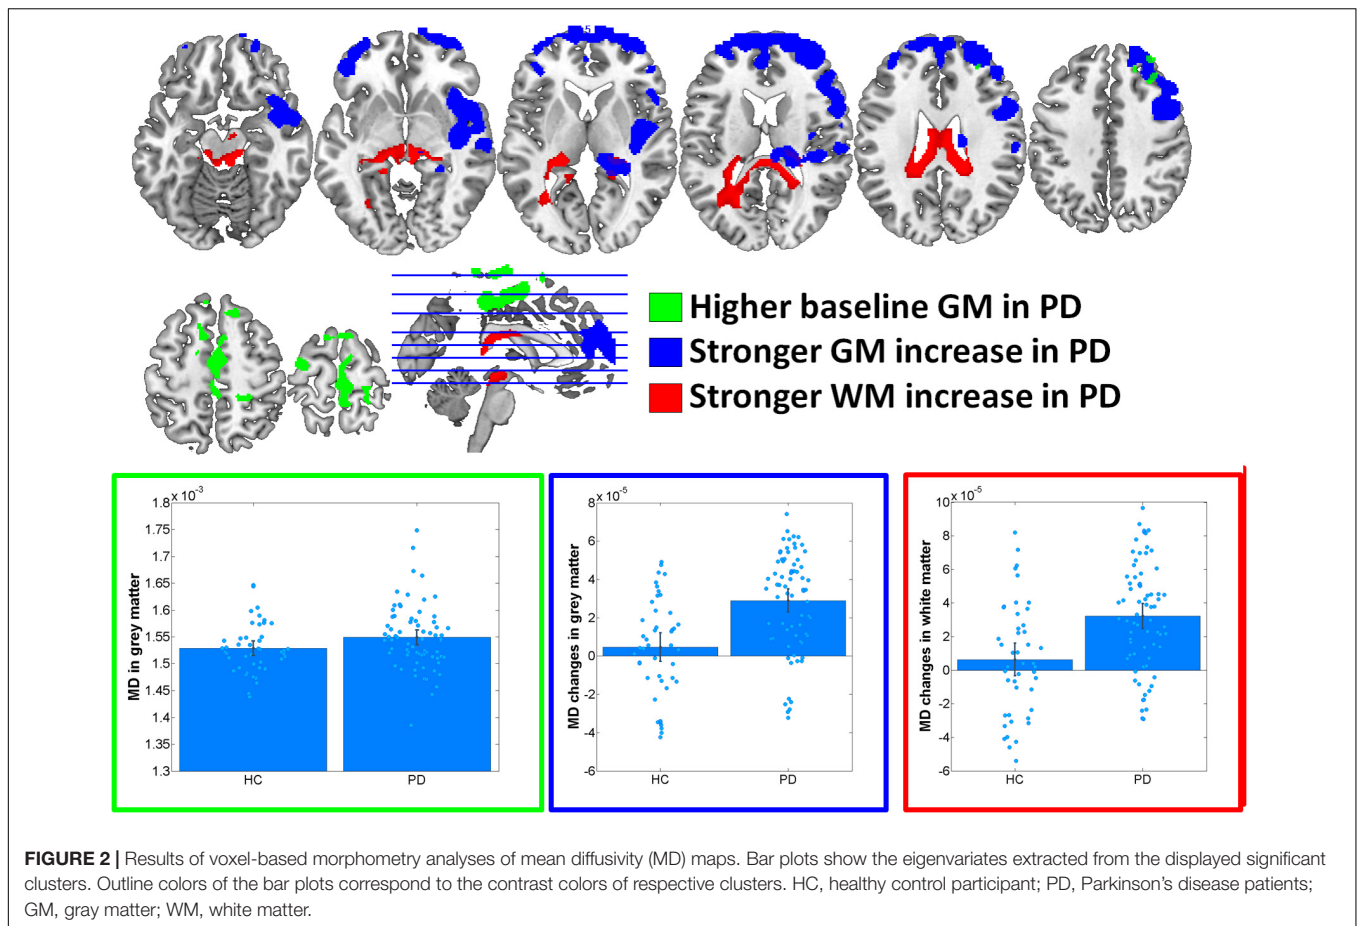 5
Higher baseline GM in PD
Stronger GM increase in PD
Stronger WM increase in PD
x 10⁻³
1.8
1.75
1.7
1.65
1.6
1.55
1.5
1.45
1.4
1.35
1.3
MD in grey matter
HC PD
x 10⁻⁵
8
6
4
2
0
-2
-4
-6
MD changes in grey matter
HC PD
x 10⁻⁵
10
8
6
4
2
0
-2
-4
-6
MD changes in white matter
HC PD
FIGURE 2 | Results of voxel-based morphometry analyses of mean diffusivity (MD) maps. Bar plots show the eigenvariates extracted from the displayed significant
clusters. Outline colors of the bar plots correspond to the contrast colors of respective clusters. HC, healthy control participant; PD, Parkinson's disease patients;
GM, gray matter; WM, white matter.